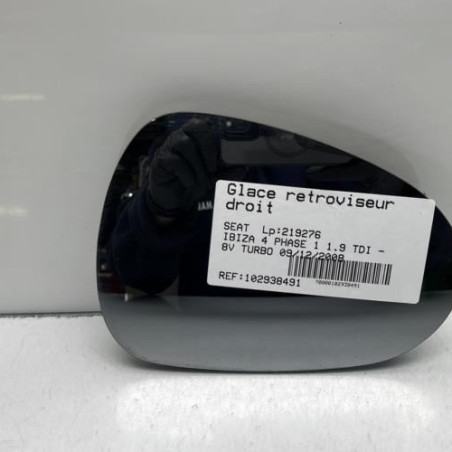 Glace retroviseur
droit
SEAT Lp:219276
IBIZA 4 PHASE 1 1.9 TDI -
8V TURBO 09/12/2008
REF:102938491